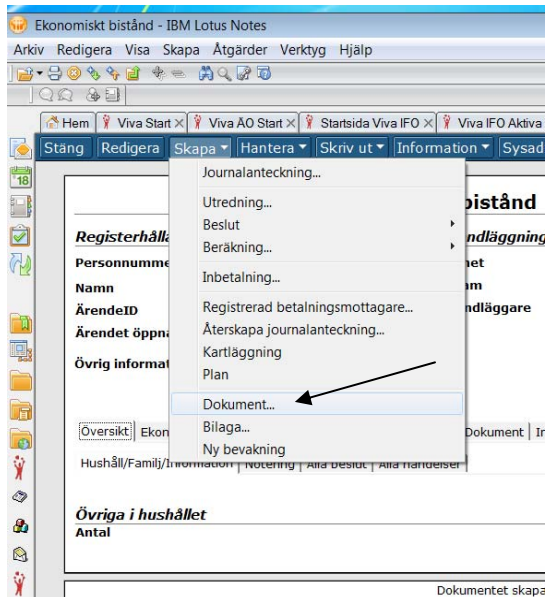 Ekonomiskt bistånd - IBM Lotus Notes
Arkiv Redigera Visa Skapa Åtgärder Verktyg Hjälp
Hem Viva Start Viva ÄO Start Startsida Viva IFO Viva IFO Aktiva
Stäng Redigera Skapa Hantera Skriv ut Information Sysad
18
Journalanteckning...
Utredning...
Beslut
Beräkning...
Inbetalning...
Registrerad betalningsmottagare...
Återskapa journalanteckning...
Kartläggning
Plan
Dokument...
Bilaga...
Ny bevakning
bistånd
Registerhålla ndläggning
Personnumme et
Namn m
ÄrendeID ndläggare
Ärendet öppna
Övrig informat
Översikt Ekon Dokument In
Hushåll/Familj/Information Notering Alla beslut Alla händelser
Övriga i hushållet
Antal
Dokumentet skapa